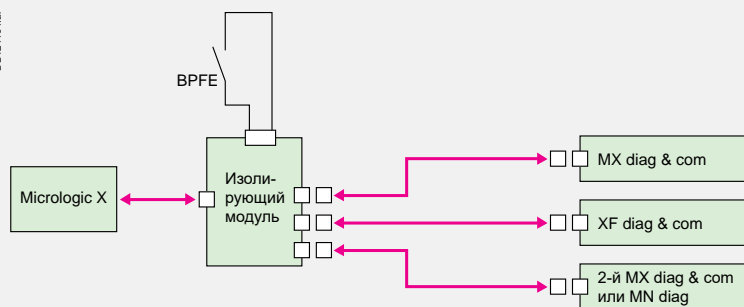 BPFE
Micrologic X
Изоли-
рующий
модуль
MX diag & com
XF diag & com
2-й MX diag & com
или MN diag